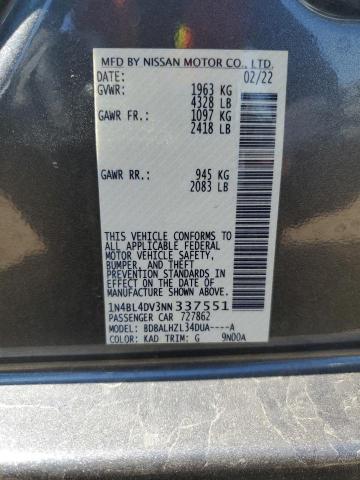 MFD BY NISSAN MOTOR CO., LTD.
DATE: 02/22
GVWR: 1963 KG
4328 LB
GAWR FR.: 1097 KG
2418 LB
GAWR RR.: 945 KG
2083 LB
THIS VEHICLE CONFORMS TO
ALL APPLICABLE FEDERAL
MOTOR VEHICLE SAFETY,
BUMPER, AND THEFT
PREVENTION STANDARDS IN
EFFECT ON THE DATE OF
MANUFACTURE SHOWN ABOVE.
1N4BL4DV3NN337551
PASSENGER CAR 727862
MODEL: BDBALHZL34DUA----A
COLOR: KAD TRIM: G 9N00A